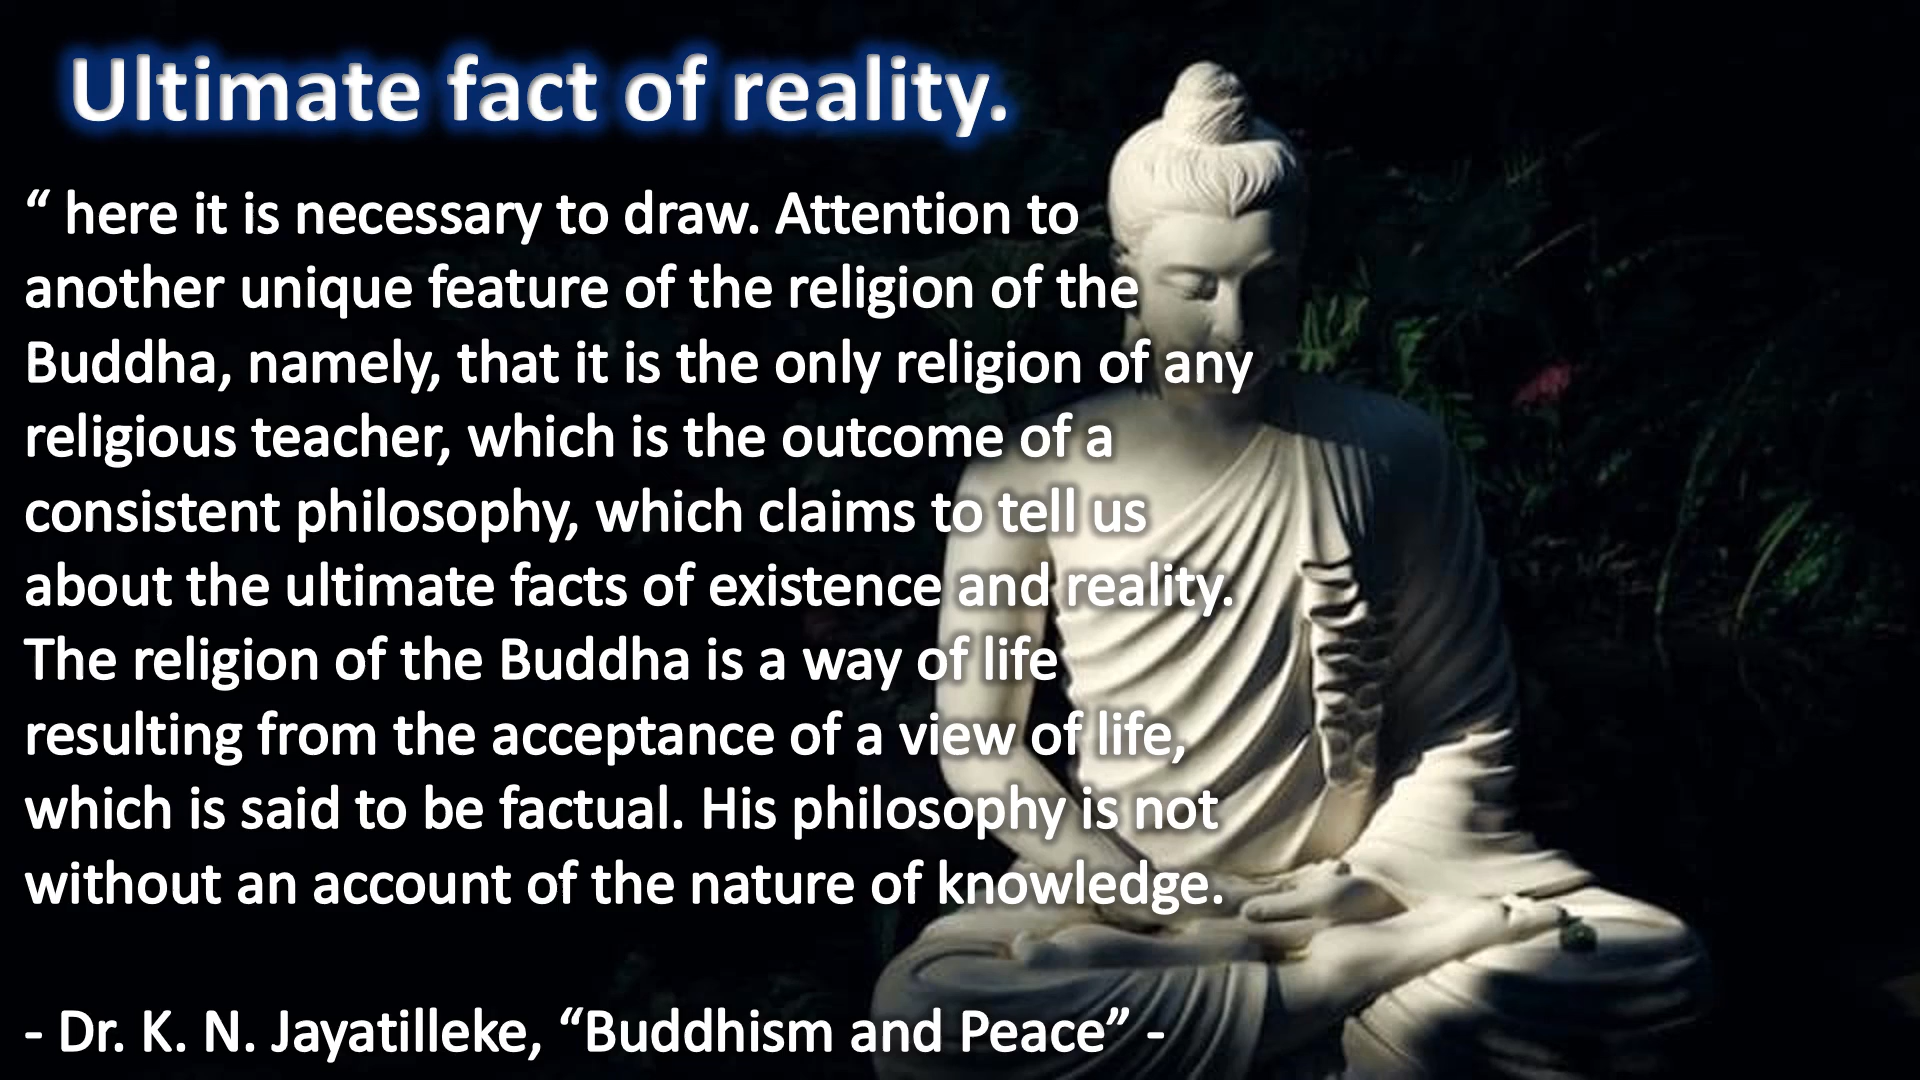 Ultimate fact of reality.
“ here it is necessary to draw. Attention to
another unique feature of the religion of the
Buddha, namely, that it is the only religion of any
religious teacher, which is the outcome of a
consistent philosophy, which claims to tell us
about the ultimate facts of existence and reality.
The religion of the Buddha is a way of life
resulting from the acceptance of a view of life,
which is said to be factual. His philosophy is not
without an account of the nature of knowledge.
- Dr. K. N. Jayatilleke, “Buddhism and Peace” -